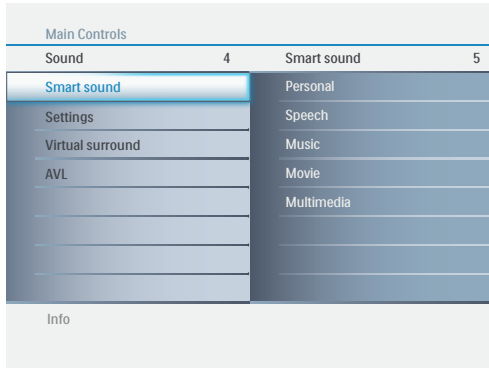 Main Controls
Sound 4 Smart sound 5
Smart sound Personal
Settings Speech
Virtual surround Music
AVL Movie
Multimedia
Info